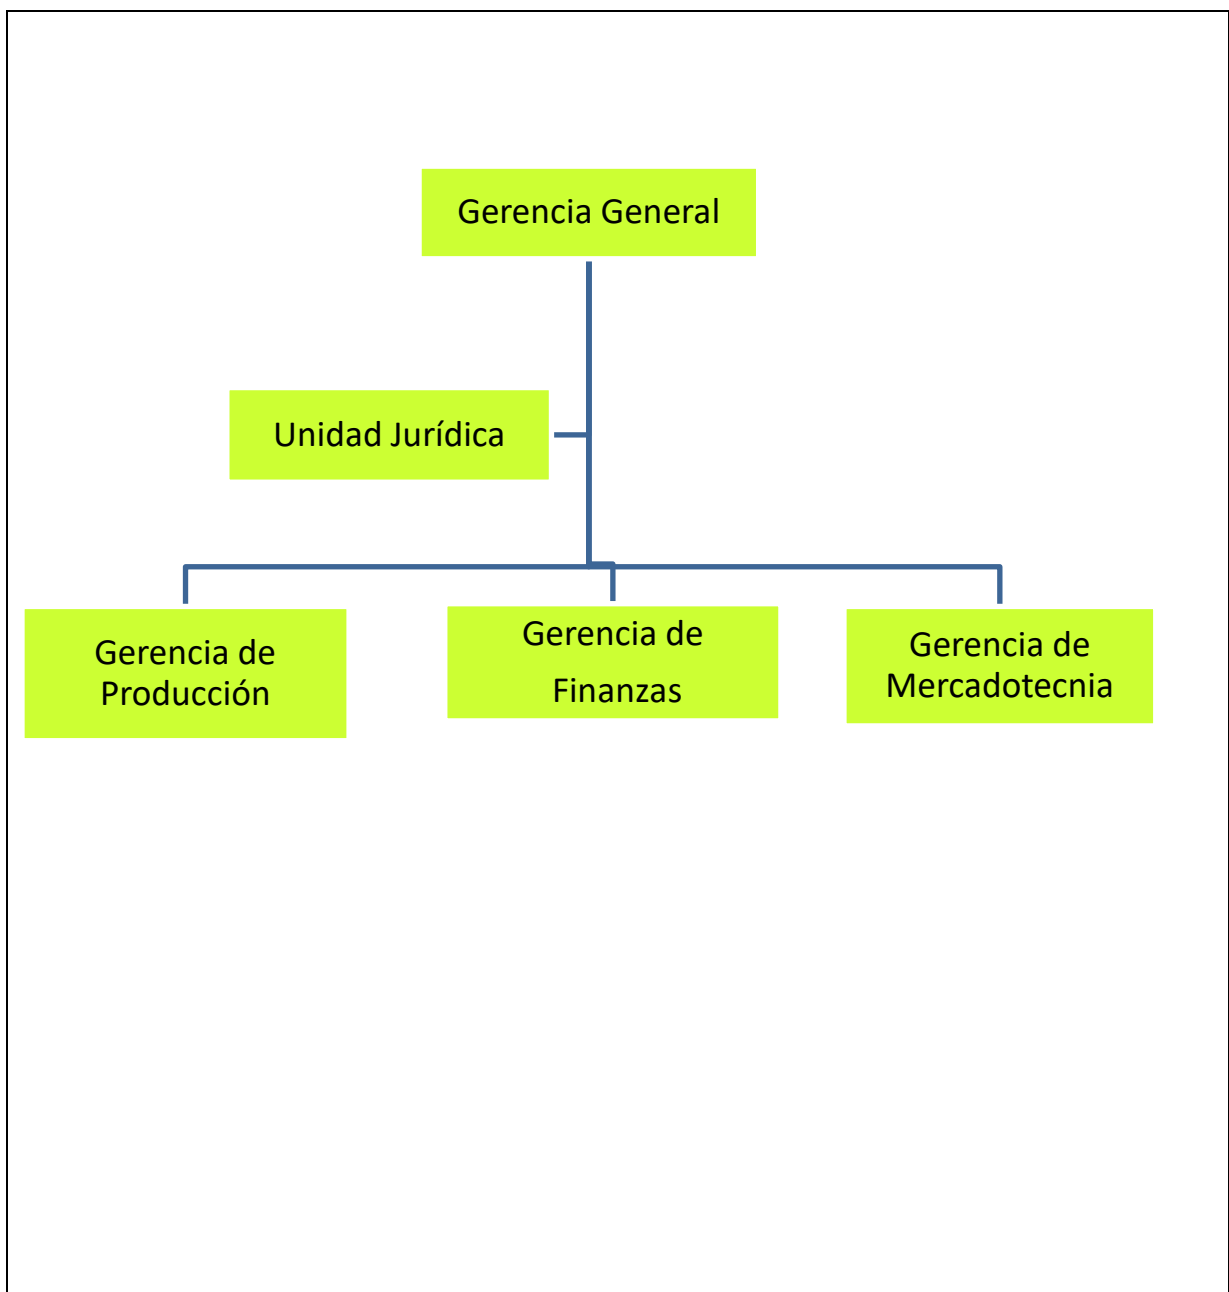 Gerencia General
Unidad Jurídica
Gerencia de
Producción
Gerencia de
Finanzas
Gerencia de
Mercadotecnia